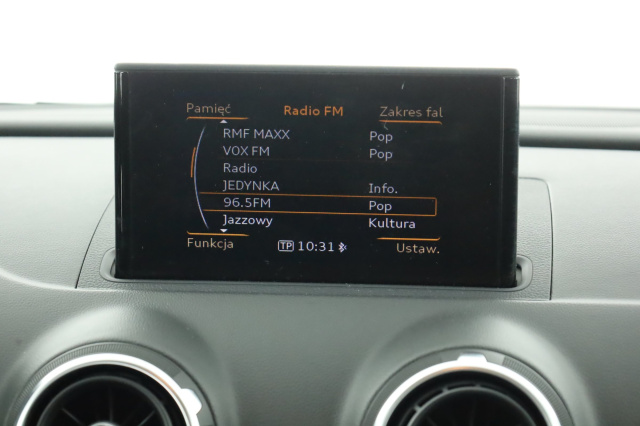 Pamięć Radio FM Zakres fal
RMF MAXX Pop
VOX FM Pop
Radio
JEDYNKA Info.
96.5FM Pop
Jazzowy Kultura
Funkcja TP 10:31 Ustaw.